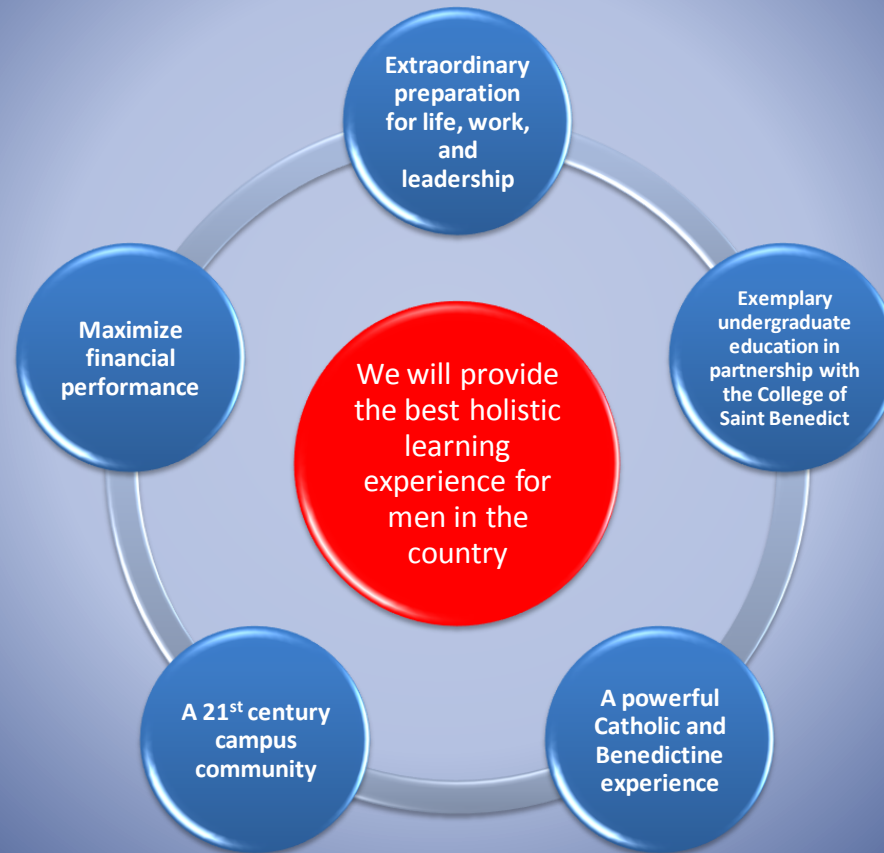 Extraordinary
preparation
for life, work,
and
leadership
Exemplary
undergraduate
education in
partnership with
the College of
Saint Benedict
A powerful
Catholic and
Benedictine
experience
A 21st century
campus
community
Maximize
financial
performance
We will provide
the best holistic
learning
experience for
men in the
country